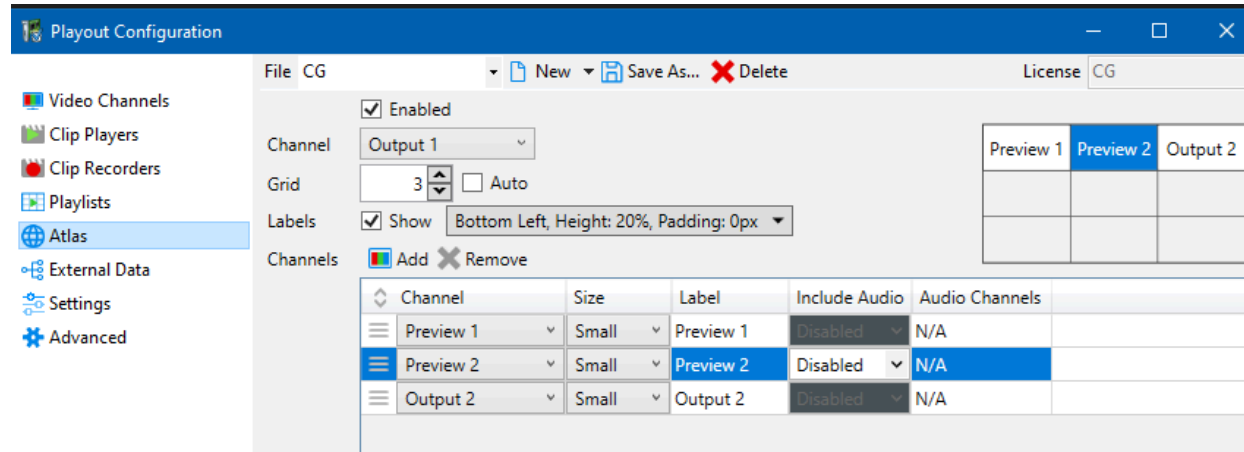 Playout Configuration
File CG New Save As... Delete License CG
Video Channels
Clip Players
Clip Recorders
Playlists
Atlas
External Data
Settings
Advanced
Enabled
Channel Output 1
Grid 3 Auto
Labels Show Bottom Left, Height: 20%, Padding: 0px
Channels Add Remove
Preview 1 Preview 2 Output 2
Channel Size Label Include Audio Audio Channels
Preview 1 Small Preview 1 Disabled N/A
Preview 2 Small Preview 2 Disabled N/A
Output 2 Small Output 2 Disabled N/A